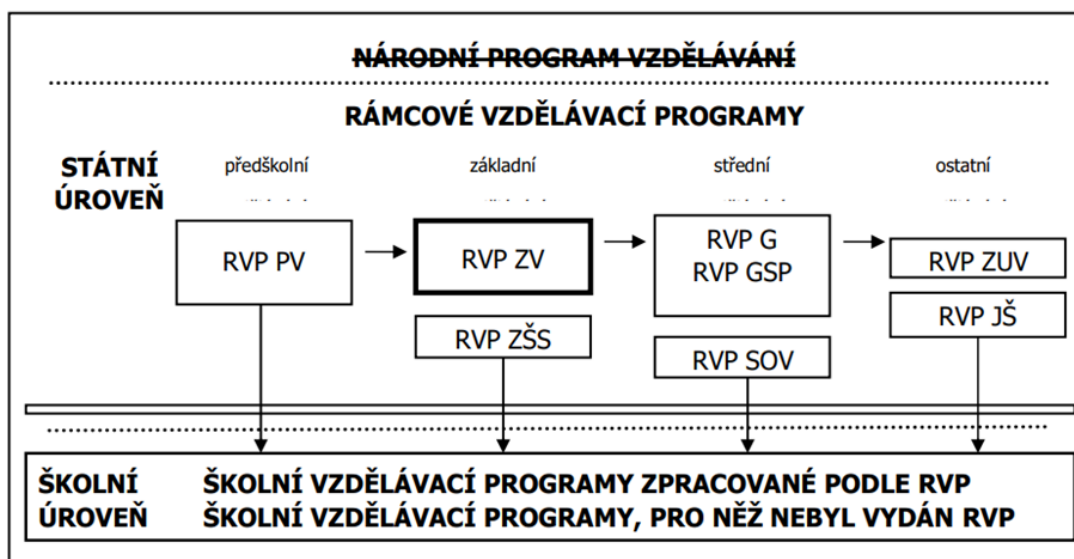 NÁRODNÍ PROGRAM VZDĚLÁVÁNÍ
RÁMCOVÉ VZDĚLÁVACÍ PROGRAMY
STÁTNÍ
ÚROVEŇ
předškolní
základní
střední
ostatní
RVP PV
RVP ZV
RVP G
RVP GSP
RVP ZUV
RVP ZŠS
RVP SOV
RVP JŠ
ŠKOLNÍ
ÚROVEŇ
ŠKOLNÍ VZDĚLÁVACÍ PROGRAMY ZPRACOVANÉ PODLE RVP
ŠKOLNÍ VZDĚLÁVACÍ PROGRAMY, PRO NĚŽ NEBYL VYDÁN RVP